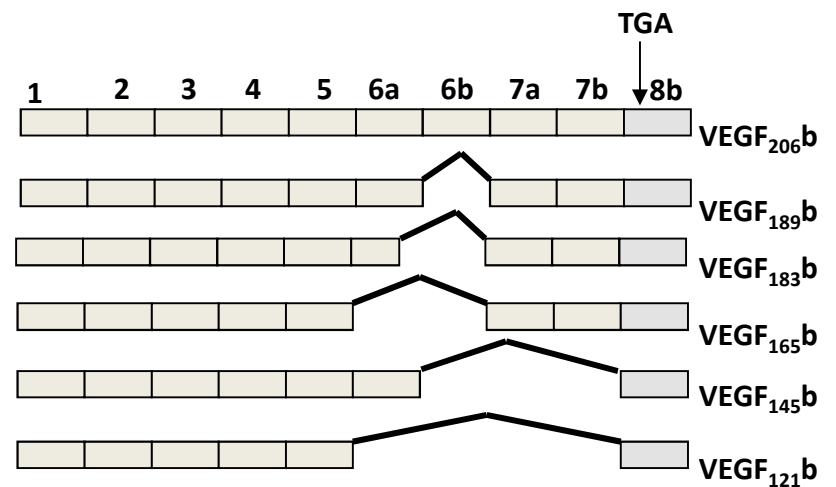 TGA
1 2 3 4 5 6a 6b 7a 7b 8b
VEGF₂₀₆b
VEGF₁₈₉b
VEGF₁₈₃b
VEGF₁₆₅b
VEGF₁₄₅b
VEGF₁₂₁b